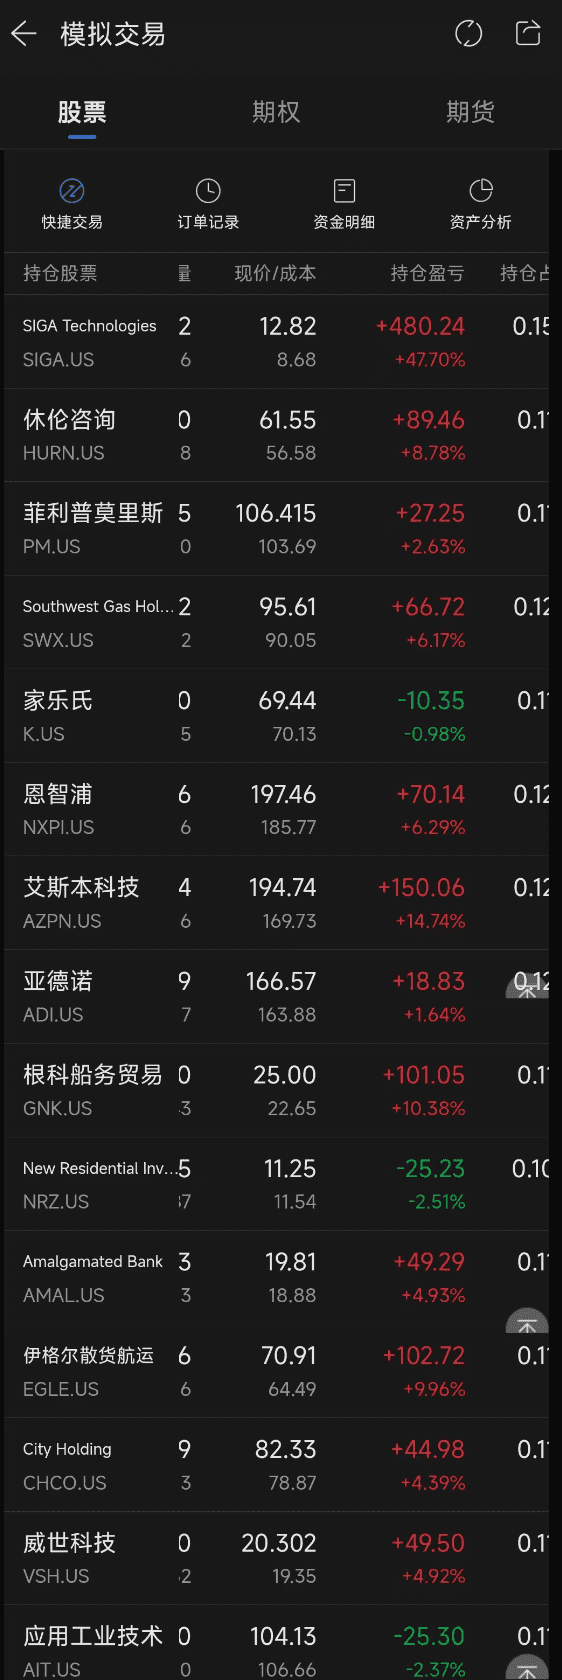 模拟交易
股票 期权 期货
快捷交易 订单记录 资金明细 资产分析
持仓股票 量 现价/成本 持仓盈亏 持仓占
SIGA Technologies 2 12.82 +480.24 0.15
SIGA.US 6 8.68 +47.70%
休伦咨询 0 61.55 +89.46 0.11
HURN.US 8 56.58 +8.78%
菲利普莫里斯 5 106.415 +27.25 0.11
PM.US 0 103.69 +2.63%
Southwest Gas Hol... 2 95.61 +66.72 0.12
SWX.US 2 90.05 +6.17%
家乐氏 0 69.44 -10.35 0.11
K.US 5 70.13 -0.98%
恩智浦 6 197.46 +70.14 0.12
NXPI.US 6 185.77 +6.29%
艾斯本科技 4 194.74 +150.06 0.12
AZPN.US 6 169.73 +14.74%
亚德诺 9 166.57 +18.83 0.12
ADI.US 7 163.88 +1.64%
根科船务贸易 0 25.00 +101.05 0.11
GNK.US 3 22.65 +10.38%
New Residential Inv... 5 11.25 -25.23 0.10
NRZ.US 7 11.54 -2.51%
Amalgamated Bank 3 19.81 +49.29 0.11
AMAL.US 3 18.88 +4.93%
伊格尔散货航运 6 70.91 +102.72 0.11
EGLE.US 6 64.49 +9.96%
City Holding 9 82.33 +44.98 0.11
CHCO.US 3 78.87 +4.39%
威世科技 0 20.302 +49.50 0.11
VSH.US 2 19.35 +4.92%
应用工业技术 0 104.13 -25.30 0.11
AIT.US 0 106.66 -2.37%